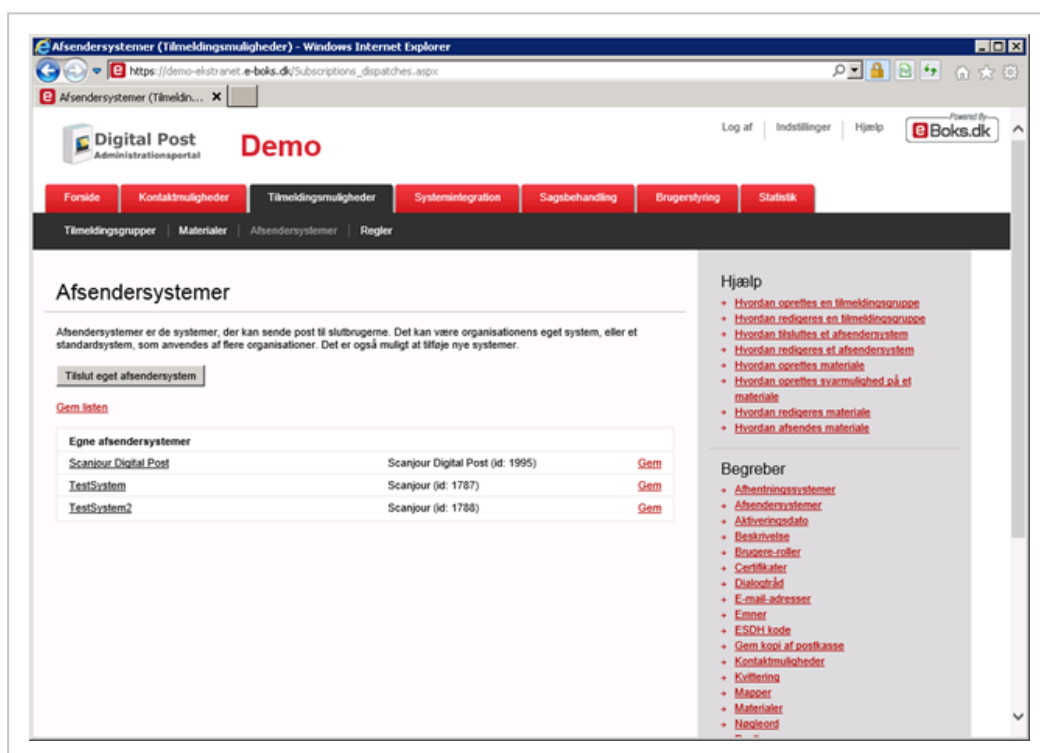 Afsendersystemer (Tilmeldingsmuligheder) - Windows Internet Explorer
https://demo-ekstranet.e-boks.dk/Subscriptions_dispatches.aspx
Afsendersystemer (Tilmeldin...
Digital Post
Administrationsportal
Demo
Log af | Indstillinger | Hjælp
Powered By
e Boks.dk
Forside Kontaktmuligheder Tilmeldingsmuligheder Systemintegration Sagsbehandling Brugerstyring Statistik
Tilmeldingsgrupper | Materialer | Afsendersystemer | Regler
Afsendersystemer
Afsendersystemer er de systemer, der kan sende post til slutbrugerne. Det kan være organisationens eget system, eller et
standardsystem, som anvendes af flere organisationer. Det er også muligt at tilføje nye systemer.
Tilslut eget afsendersystem
Gem listen
Egne afsendersystemer
Scanjour Digital Post Scanjour Digital Post (id: 1995) Gem
TestSystem Scanjour (id: 1787) Gem
TestSystem2 Scanjour (id: 1788) Gem
Hjælp
Hvordan oprettes en tilmeldingsgruppe
Hvordan redigeres en tilmeldingsgruppe
Hvordan tilsluttes et afsendersystem
Hvordan redigeres et afsendersystem
Hvordan oprettes materiale
Hvordan oprettes svarmulighed på et
materiale
Hvordan redigeres materiale
Hvordan afsendes materiale
Begreber
Afhentningssystemer
Afsendersystemer
Aktiveringsdato
Beskrivelse
Brugere-roller
Certifikater
Dialogtråd
E-mail-adresser
Emner
ESDH kode
Gem kopi af postkasse
Kontaktmuligheder
Kvittering
Mapper
Materialer
Nøgleord